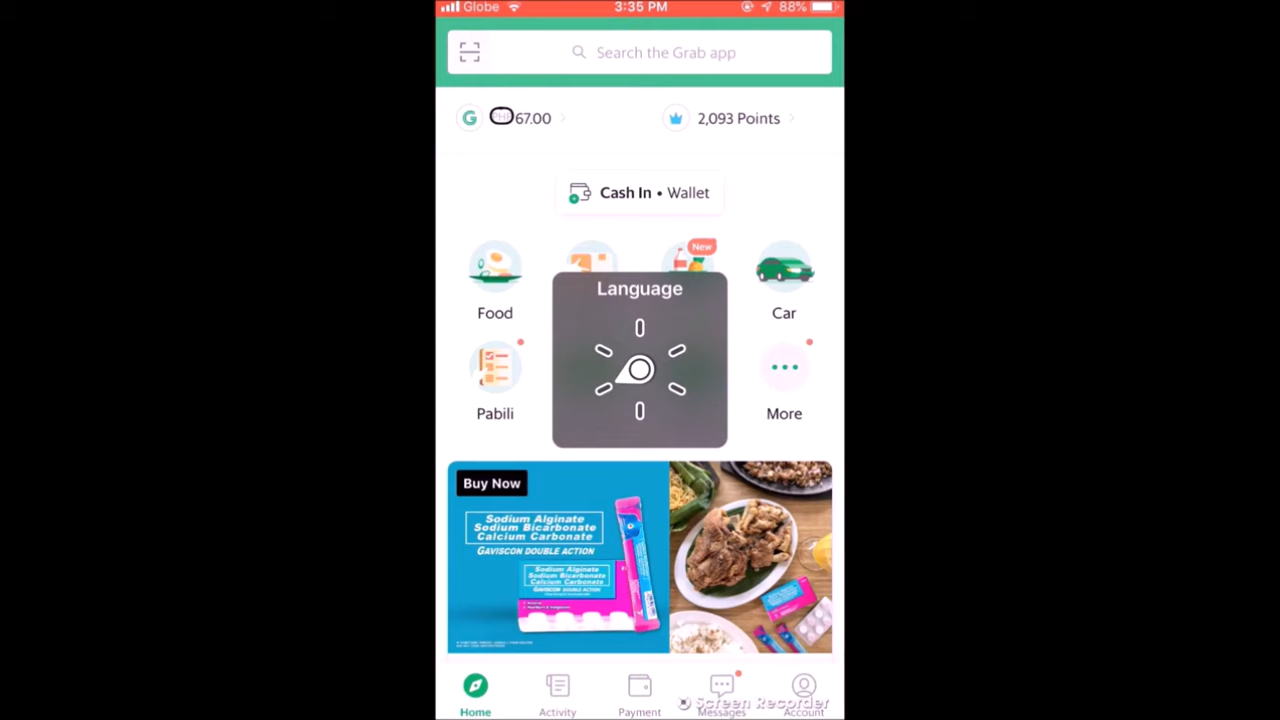 Globe
3:35 PM
88%
Search the Grab app
G
67.00
2,093 Points
Cash In • Wallet
New
Language
Food
Car
Pabili
More
Buy Now
Sodium Alginate
Sodium Bicarbonate
Calcium Carbonate
GAVISCON DOUBLE ACTION
Sodium Alginate
Sodium Bicarbonate
Calcium Carbonate
GAVISCON DOUBLE ACTION
Home
Activity
Payment
Messages
Account
Screen Recorder